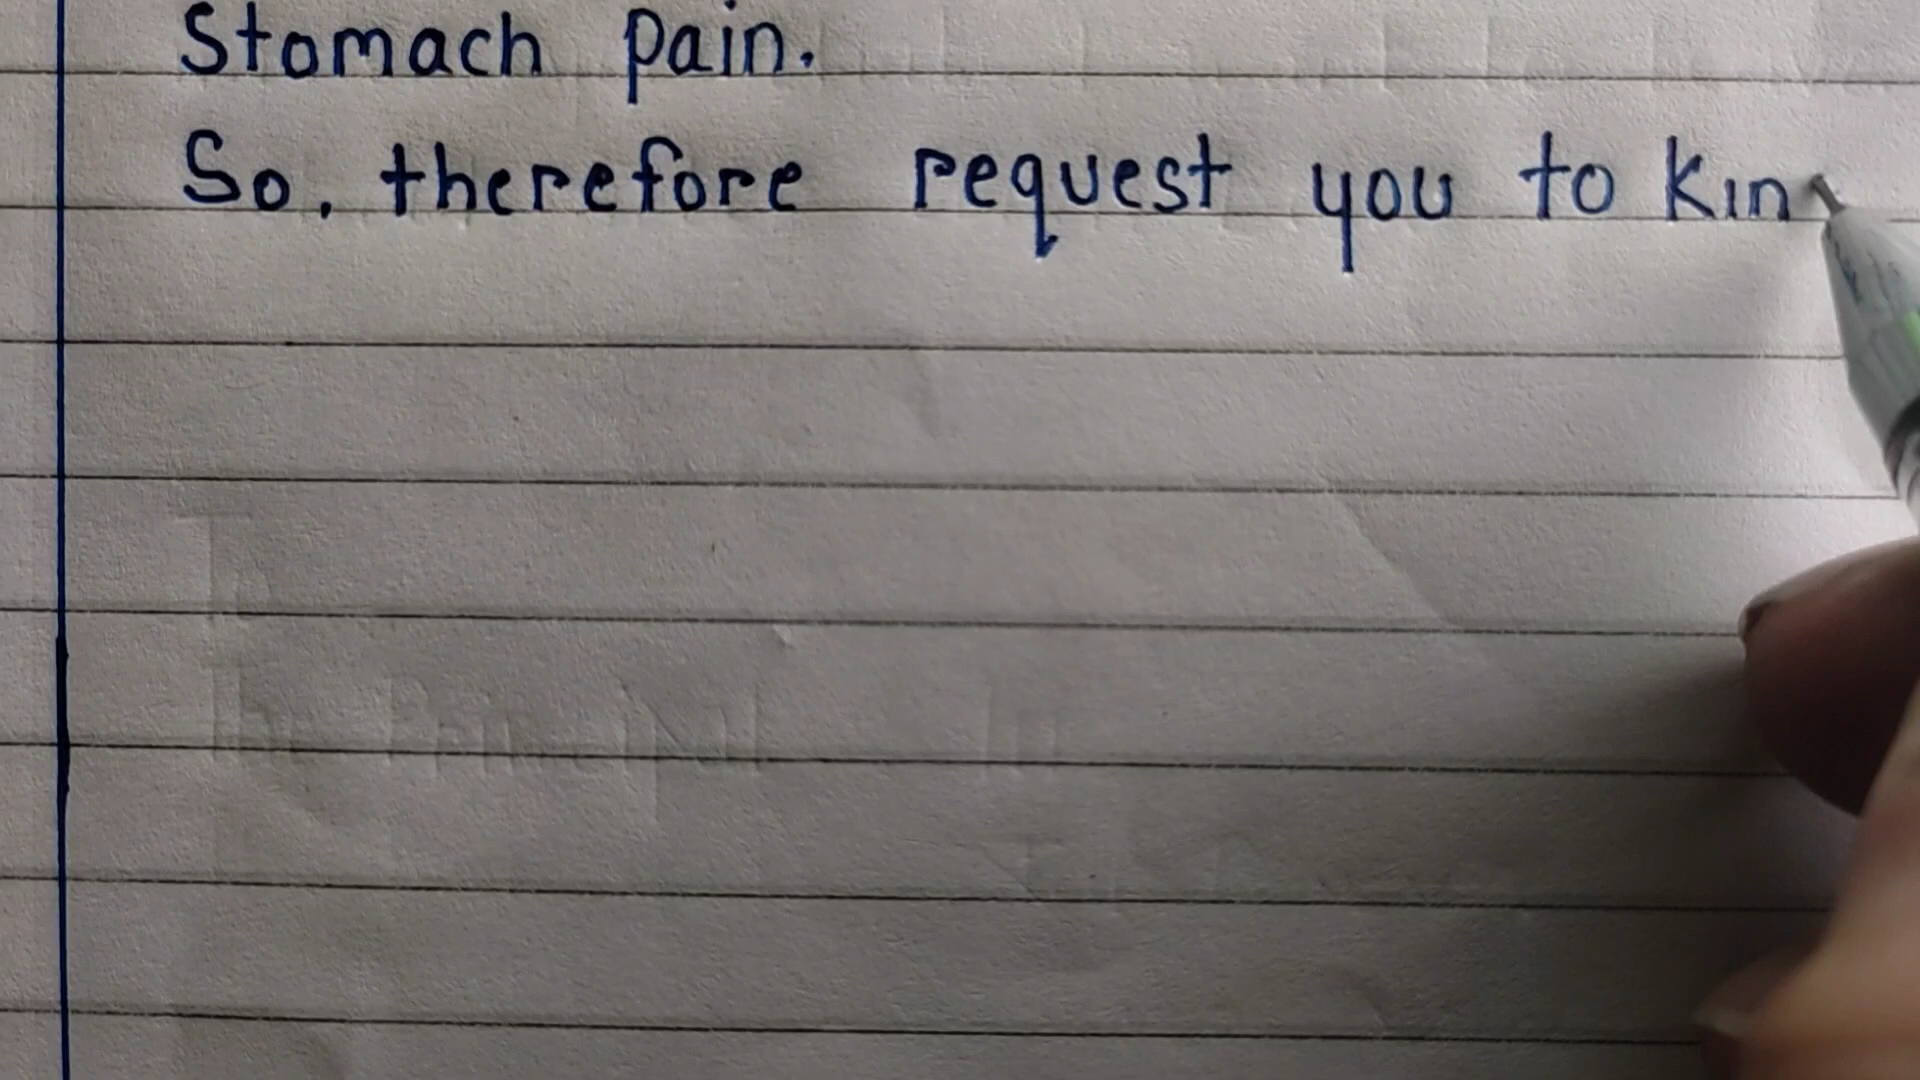 Stomach pain.
So, therefore request you to kin